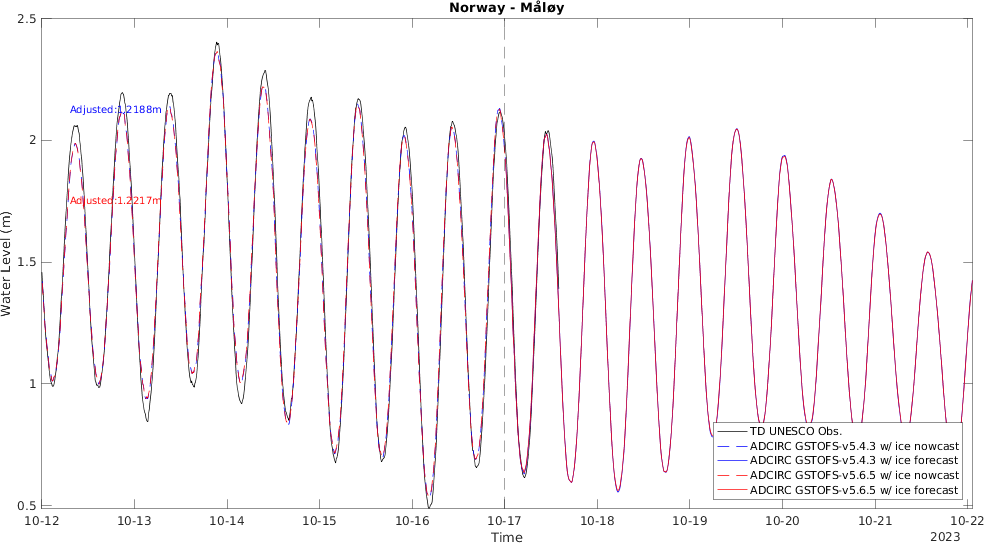 Norway - Måløy
2.5
2
1.5
1
0.5
Water Level (m)
Adjusted:1.2188m
Adjusted:1.2217m
TD UNESCO Obs.
ADCIRC GSTOFS-v5.4.3 w/ ice nowcast
ADCIRC GSTOFS-v5.4.3 w/ ice forecast
ADCIRC GSTOFS-v5.6.5 w/ ice nowcast
ADCIRC GSTOFS-v5.6.5 w/ ice forecast
10-12 10-13 10-14 10-15 10-16 10-17 10-18 10-19 10-20 10-21 10-22
Time
2023